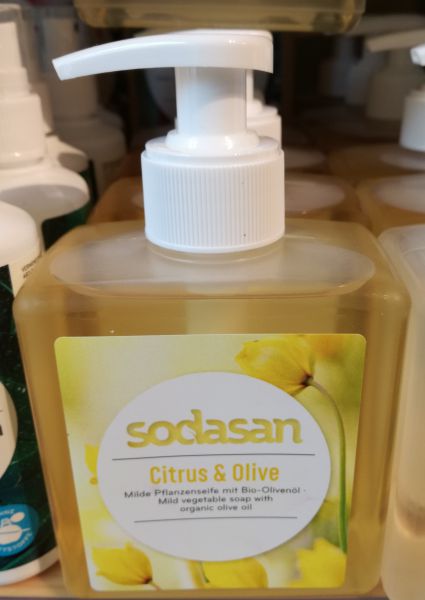 sodasan
Citrus & Olive
Milde Pflanzenseife mit Bio-Olivenöl ·
Mild vegetable soap with
organic olive oil